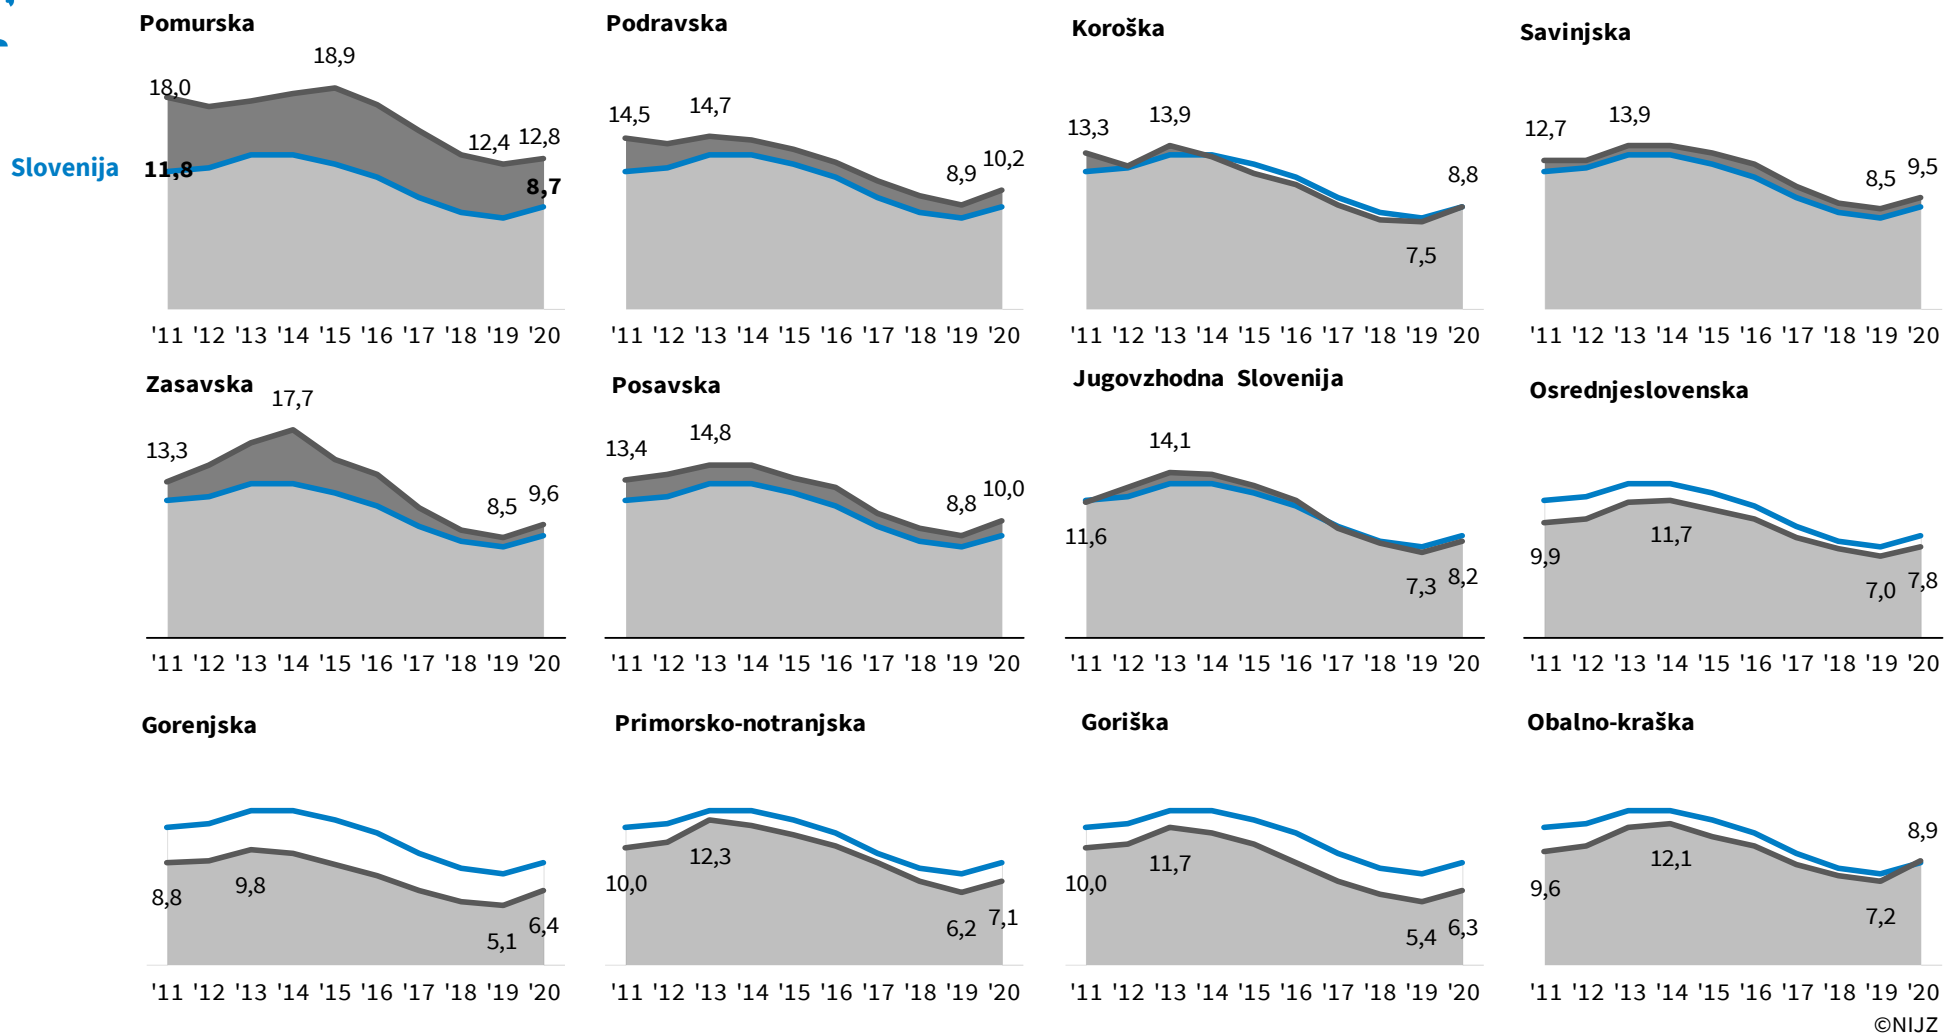 Pomurska
18,0
18,9
12,4
12,8
Slovenija
11,8
8,7
'11 '12 '13 '14 '15 '16 '17 '18 '19 '20
Podravska
14,5
14,7
8,9
10,2
'11 '12 '13 '14 '15 '16 '17 '18 '19 '20
Koroška
13,3
13,9
7,5
8,8
'11 '12 '13 '14 '15 '16 '17 '18 '19 '20
Savinjska
12,7
13,9
8,5
9,5
'11 '12 '13 '14 '15 '16 '17 '18 '19 '20
Zasavska
13,3
17,7
8,5
9,6
'11 '12 '13 '14 '15 '16 '17 '18 '19 '20
Posavska
13,4
14,8
8,8
10,0
'11 '12 '13 '14 '15 '16 '17 '18 '19 '20
Jugovzhodna Slovenija
11,6
14,1
7,3
8,2
'11 '12 '13 '14 '15 '16 '17 '18 '19 '20
Osrednjeslovenska
9,9
11,7
7,0
7,8
'11 '12 '13 '14 '15 '16 '17 '18 '19 '20
Gorenjska
8,8
9,8
5,1
6,4
'11 '12 '13 '14 '15 '16 '17 '18 '19 '20
Primorsko-notranjska
10,0
12,3
6,2
7,1
'11 '12 '13 '14 '15 '16 '17 '18 '19 '20
Goriška
10,0
11,7
5,4
6,3
'11 '12 '13 '14 '15 '16 '17 '18 '19 '20
Obalno-kraška
9,6
12,1
7,2
8,9
'11 '12 '13 '14 '15 '16 '17 '18 '19 '20
©NIJZ